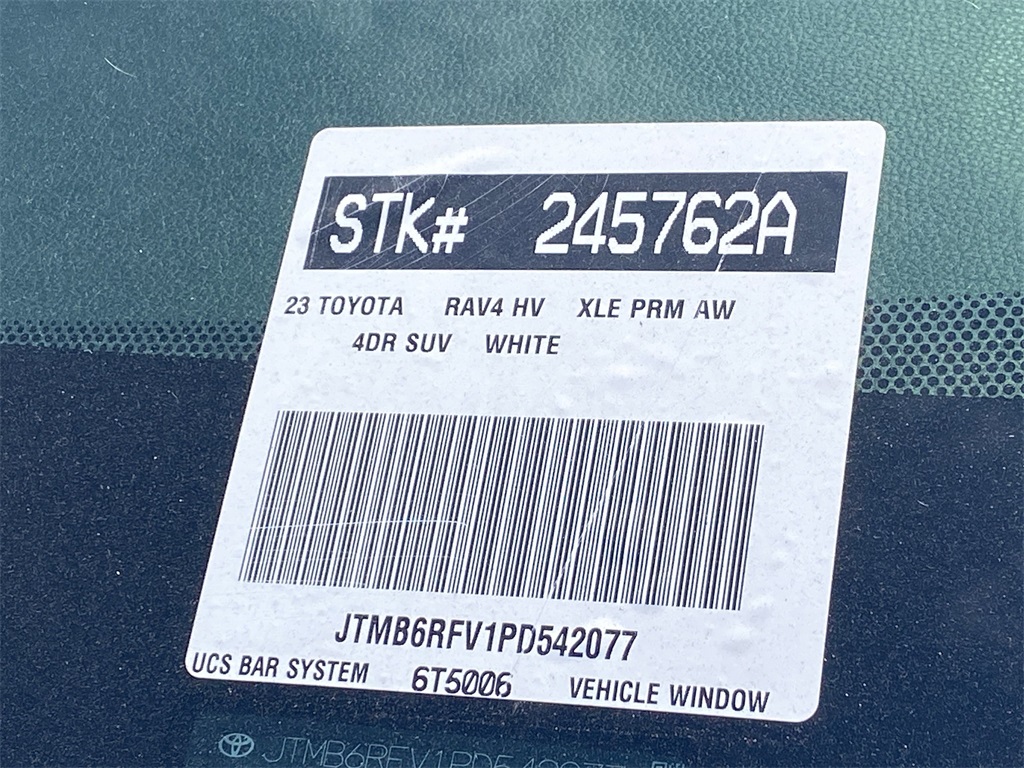 STK# 245762A
23 TOYOTA RAV4 HV XLE PRM AW
4DR SUV WHITE
JTMB6RFV1PD542077
UCS BAR SYSTEM 6T5006 VEHICLE WINDOW
JTMB6RFV1PD542077